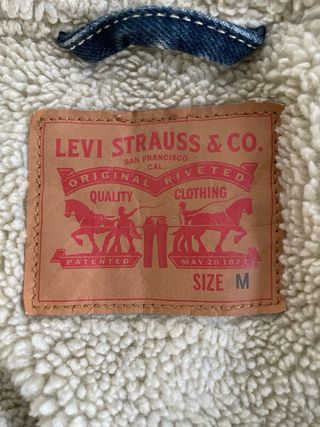 LEVI STRAUSS & CO.
SAN FRANCISCO
CAL.
ORIGINAL RIVETED
QUALITY CLOTHING
PATENTED MAY 20 1873
SIZE M